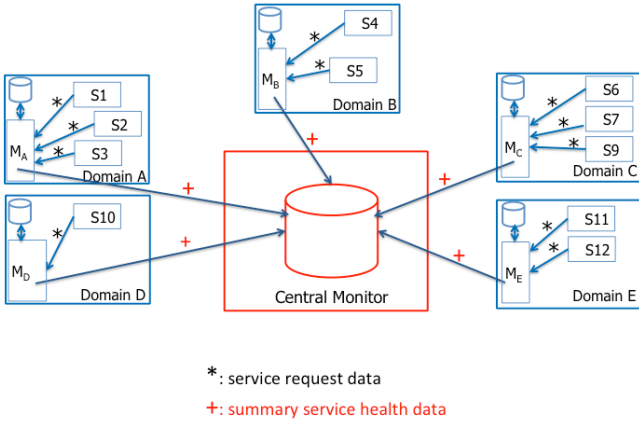 S4
*
S5
*
M_B
Domain B
+
S1
*
S2
*
S3
*
M_A
Domain A
+
S6
*
S7
*
S9
*
M_C
Domain C
+
S10
*
M_D
Domain D
+
Central Monitor
S11
*
S12
*
M_E
Domain E
+
*: service request data
+: summary service health data